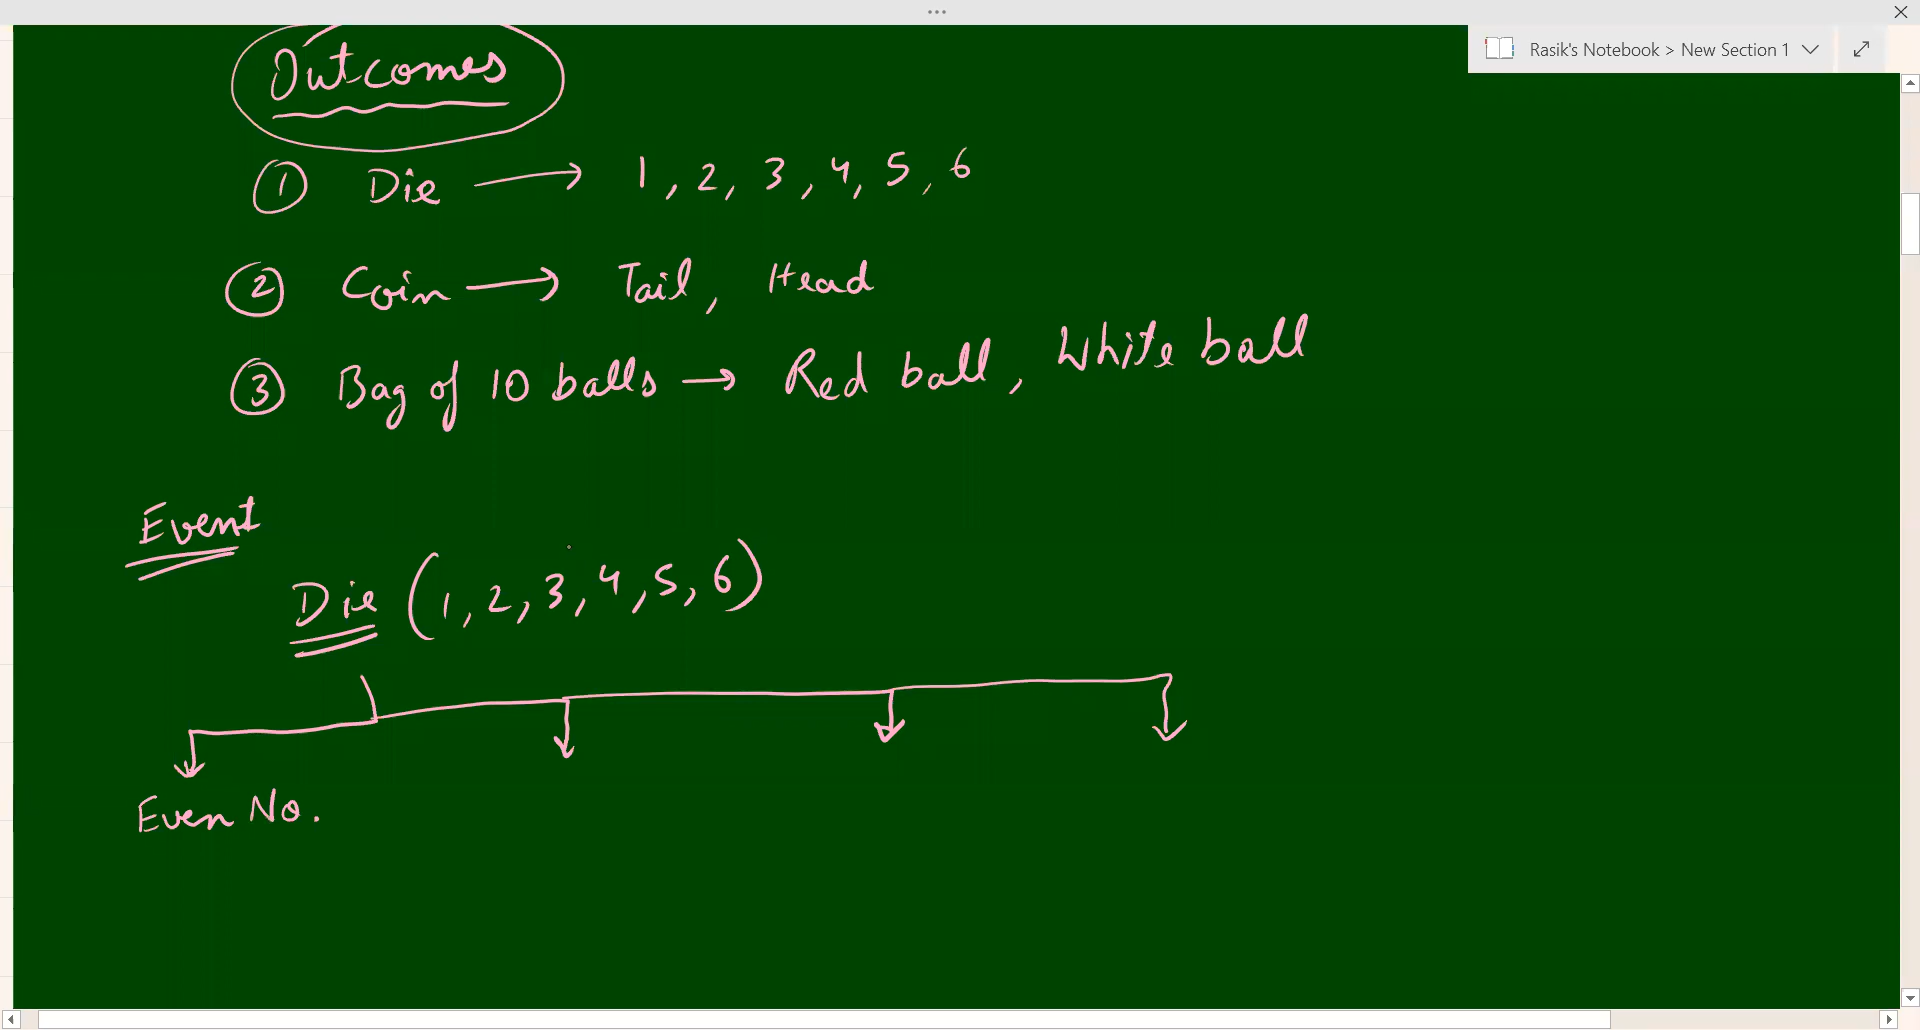 Rasik's Notebook > New Section 1
Outcomes
① Die → 1, 2, 3, 4, 5, 6
② Coin → Tail, Head
③ Bag of 10 balls → Red ball, White ball
Event
Die (1, 2, 3, 4, 5, 6)
Even No.